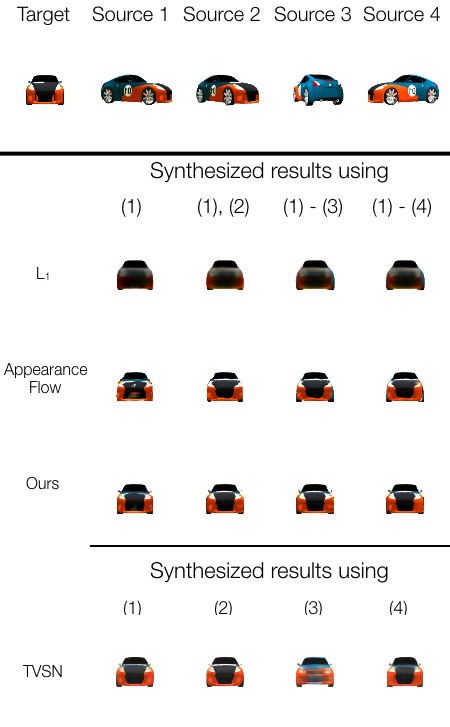 Target Source 1 Source 2 Source 3 Source 4
Synthesized results using
(1) (1), (2) (1) - (3) (1) - (4)
L₁
Appearance
Flow
Ours
Synthesized results using
(1) (2) (3) (4)
TVSN